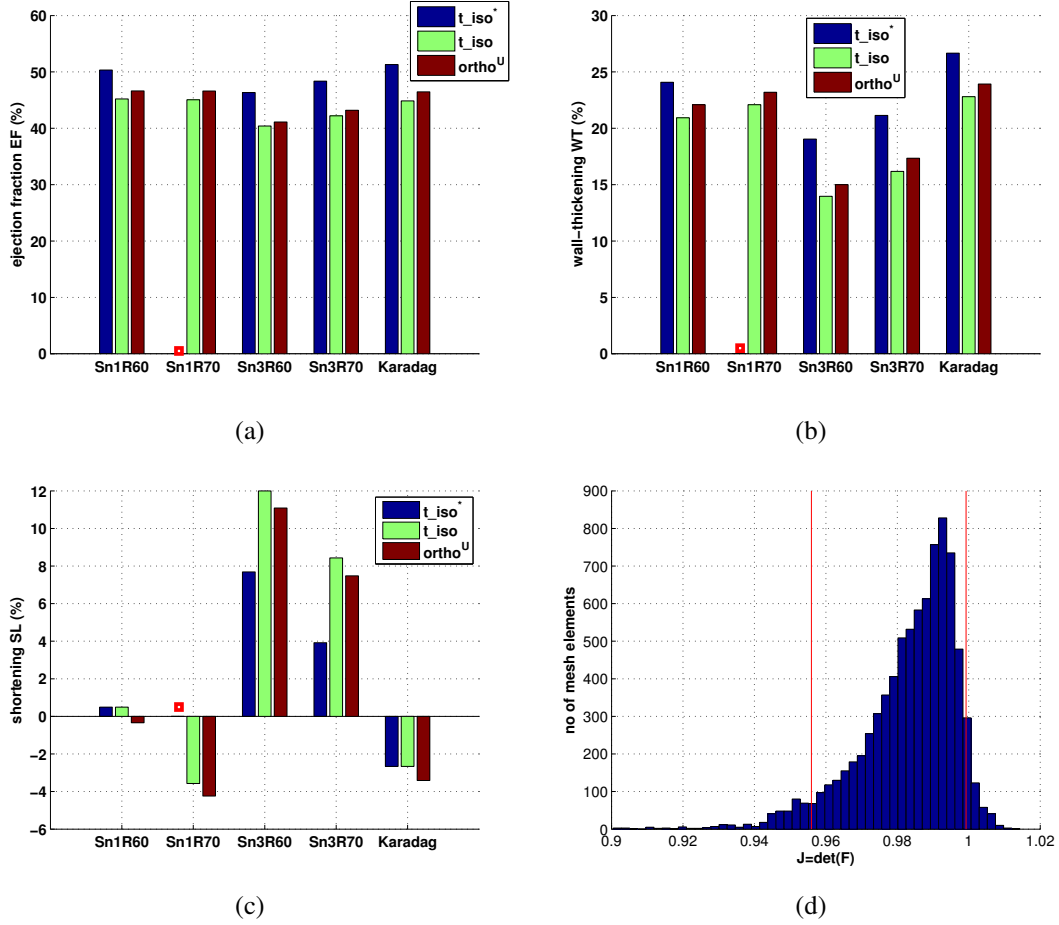 60
50
40
30
20
10
0
ejection fraction EF (%)
Sn1R60 Sn1R70 Sn3R60 Sn3R70 Karadag
t_iso*
t_iso
ortho^U
(a)
30
25
20
15
10
5
0
wall-thickening WT (%)
Sn1R60 Sn1R70 Sn3R60 Sn3R70 Karadag
t_iso*
t_iso
ortho^U
(b)
12
10
8
6
4
2
0
-2
-4
-6
shortening SL (%)
Sn1R60 Sn1R70 Sn3R60 Sn3R70 Karadag
t_iso*
t_iso
ortho^U
(c)
900
800
700
600
500
400
300
200
100
0
no of mesh elements
0.9 0.92 0.94 0.96 0.98 1 1.02
J=det(F)
(d)